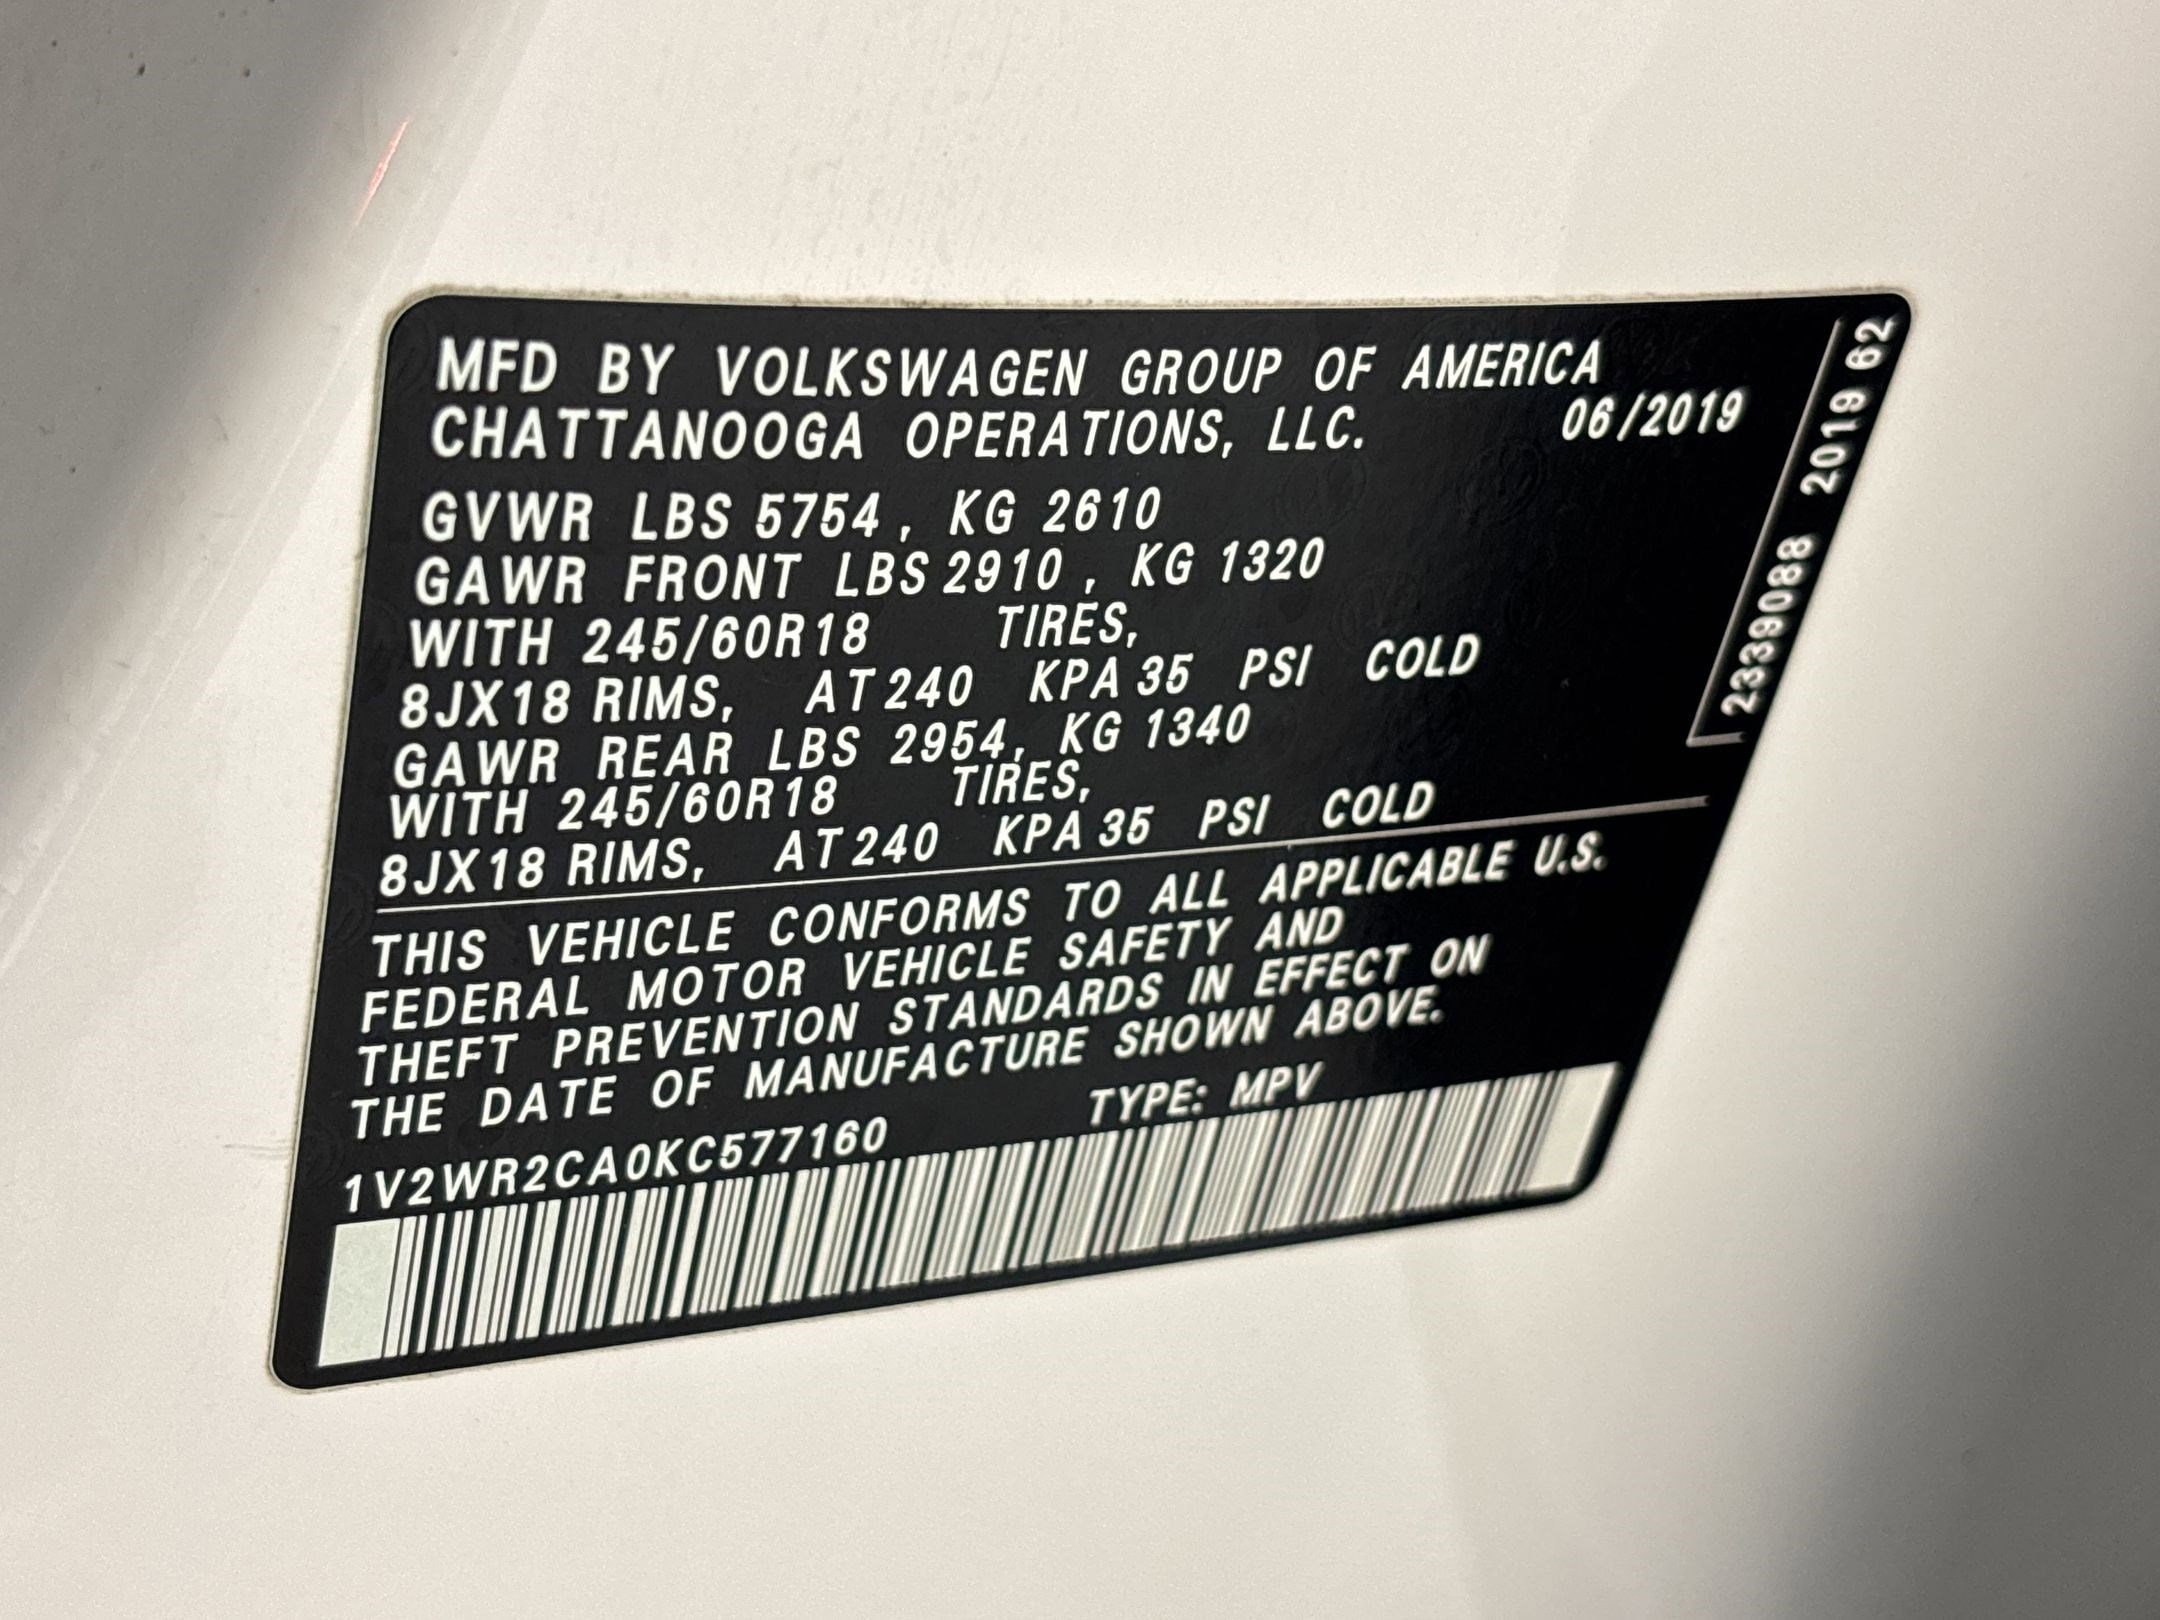 MFD BY VOLKSWAGEN GROUP OF AMERICA
CHATTANOOGA OPERATIONS, LLC. 06/2019
GVWR LBS 5754 , KG 2610
GAWR FRONT LBS 2910 , KG 1320
WITH 245/60R18 TIRES,
8JX18 RIMS, AT 240 KPA 35 PSI COLD
GAWR REAR LBS 2954, KG 1340
WITH 245/60R18 TIRES,
8JX18 RIMS, AT 240 KPA 35 PSI COLD
THIS VEHICLE CONFORMS TO ALL APPLICABLE U.S.
FEDERAL MOTOR VEHICLE SAFETY AND
THEFT PREVENTION STANDARDS IN EFFECT ON
THE DATE OF MANUFACTURE SHOWN ABOVE.
1V2WR2CA0KC577160 TYPE: MPV
2339088 2019 62